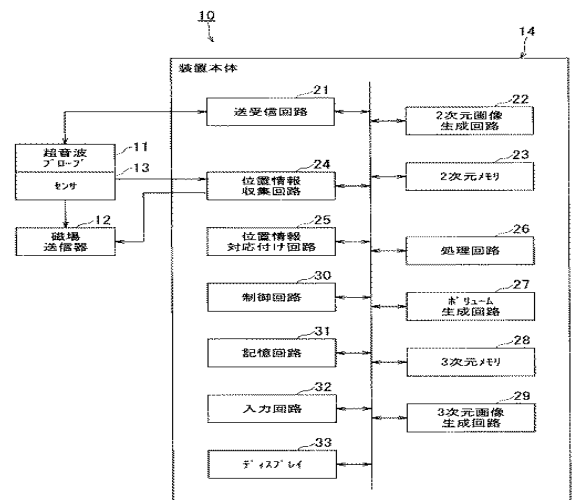 10
14
装置本体
21
送受信回路
22
2次元画像
生成回路
11
超音波
プローブ
13
センサ
24
位置情報
収集回路
23
2次元メモリ
12
磁場
送信器
25
位置情報
対応付け回路
26
処理回路
30
制御回路
27
ボリューム
生成回路
31
記憶回路
28
3次元メモリ
32
入力回路
29
3次元画像
生成回路
33
ディスプレイ